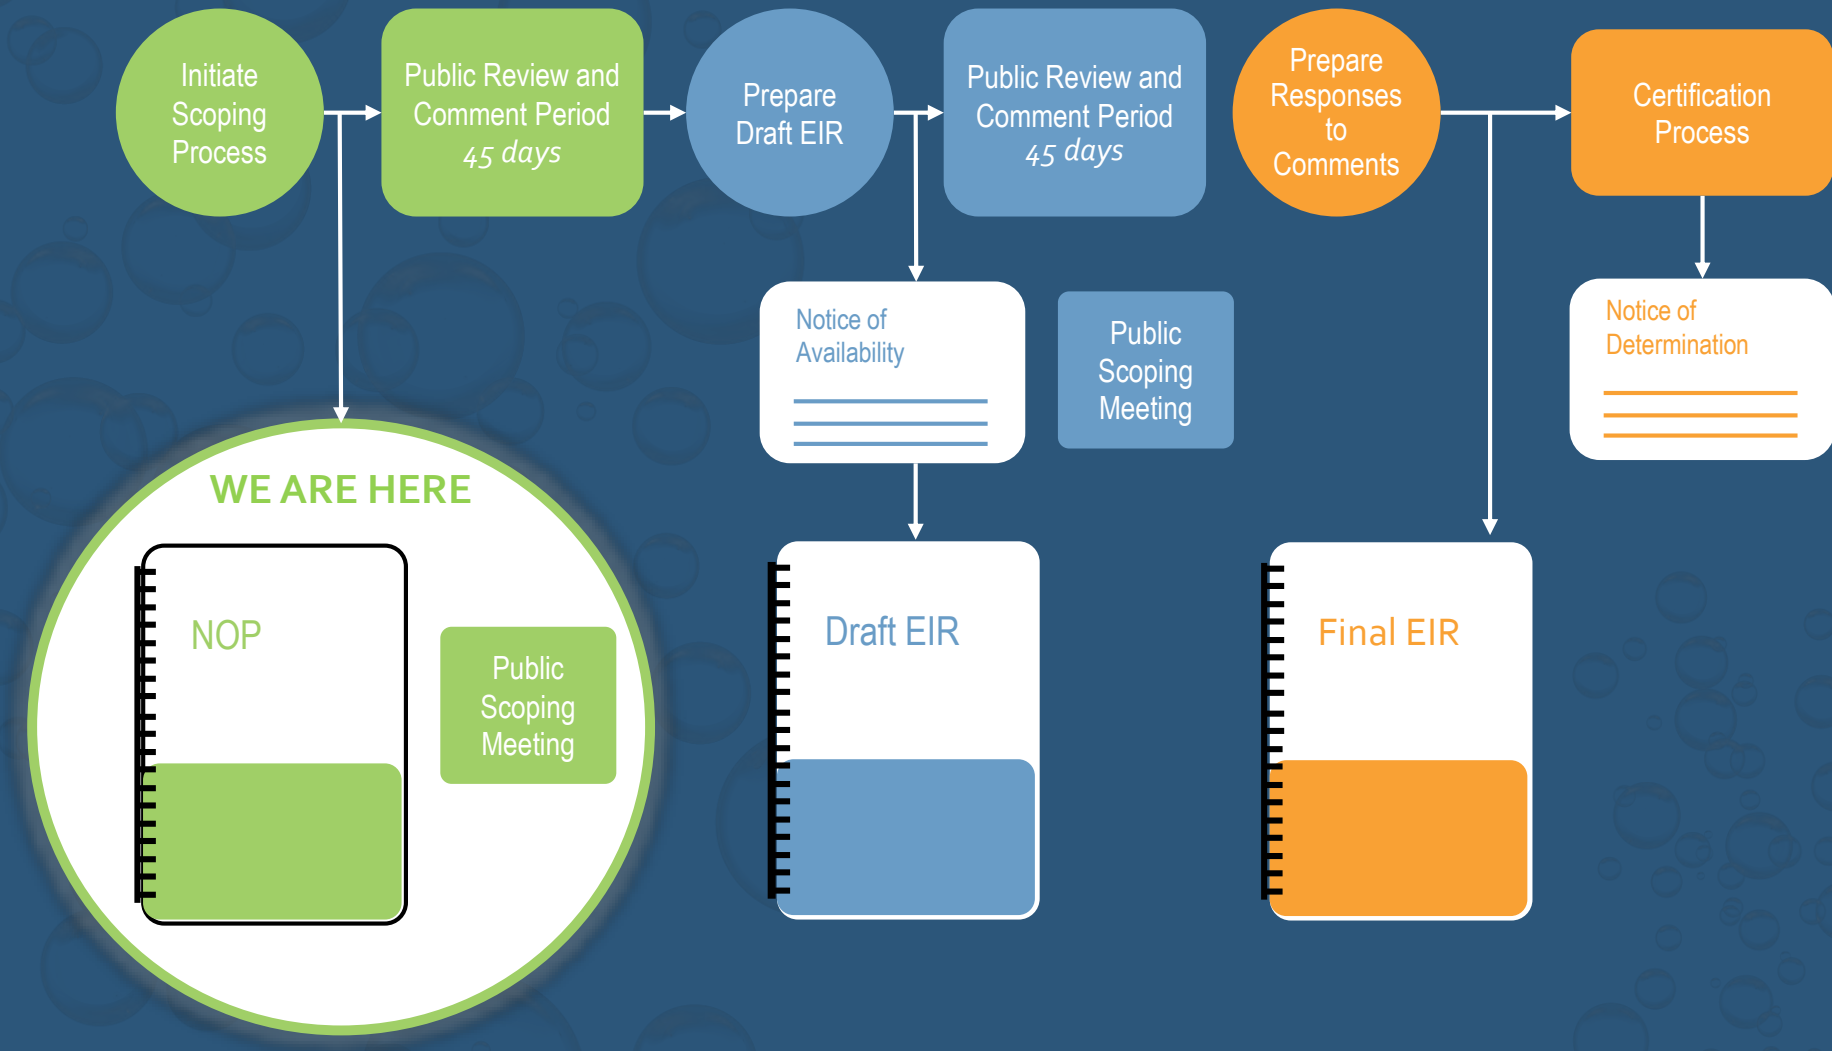 Initiate
Scoping
Process
Public Review and
Comment Period
45 days
Prepare
Draft EIR
Public Review and
Comment Period
45 days
Prepare
Responses
to
Comments
Certification
Process
Notice of
Availability
Public
Scoping
Meeting
Notice of
Determination
WE ARE HERE
NOP
Public
Scoping
Meeting
Draft EIR
Final EIR